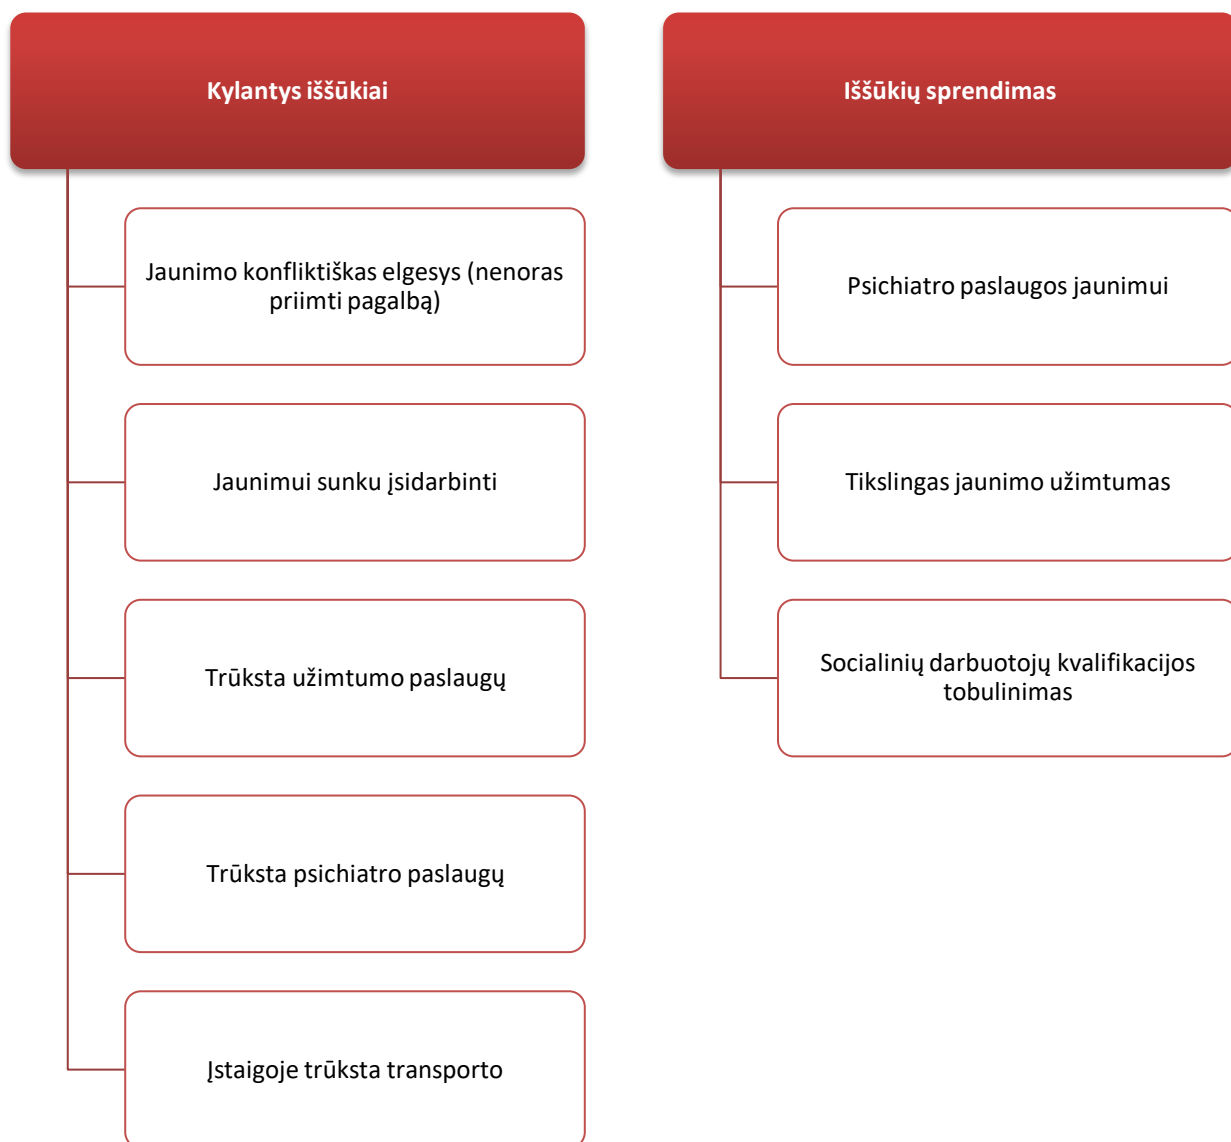 Kylantys iššūkiai
Jaunimo konfliktiškas elgesys (nenoras
priimti pagalbą)
Jaunimui sunku įsidarbinti
Trūksta užimtumo paslaugų
Trūksta psichiatro paslaugų
Įstaigoje trūksta transporto
Iššūkių sprendimas
Psichiatro paslaugos jaunimui
Tikslingas jaunimo užimtumas
Socialinių darbuotojų kvalifikacijos
tobulinimas